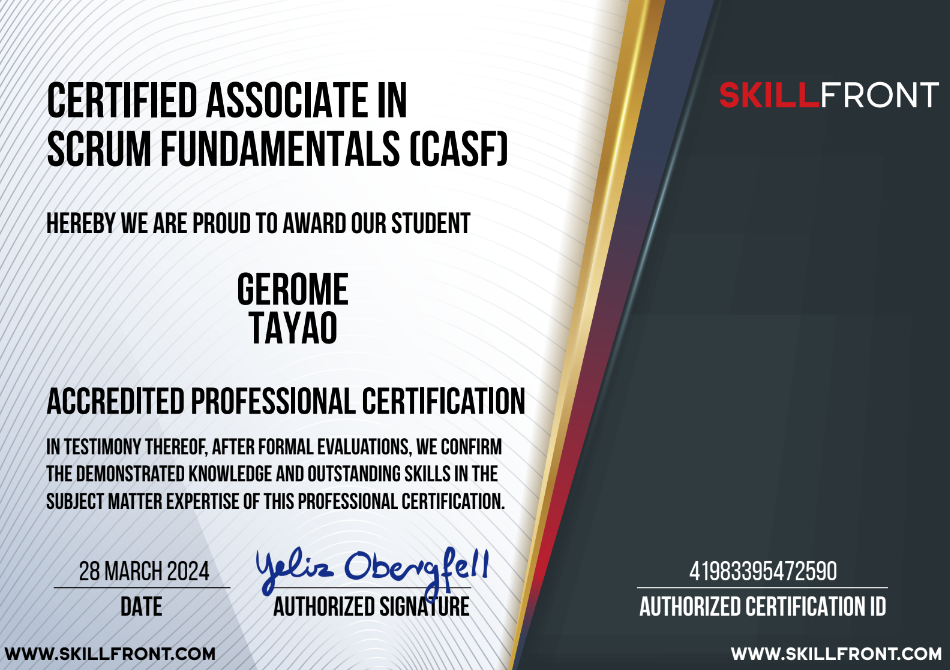 CERTIFIED ASSOCIATE IN
SCRUM FUNDAMENTALS (CASF)
SKILLFRONT
HEREBY WE ARE PROUD TO AWARD OUR STUDENT
GEROME
TAYAO
ACCREDITED PROFESSIONAL CERTIFICATION
IN TESTIMONY THEREOF, AFTER FORMAL EVALUATIONS, WE CONFIRM
THE DEMONSTRATED KNOWLEDGE AND OUTSTANDING SKILLS IN THE
SUBJECT MATTER EXPERTISE OF THIS PROFESSIONAL CERTIFICATION.
28 MARCH 2024
DATE
Yeliz Obergfell
AUTHORIZED SIGNATURE
41983395472590
AUTHORIZED CERTIFICATION ID
WWW.SKILLFRONT.COM
WWW.SKILLFRONT.COM